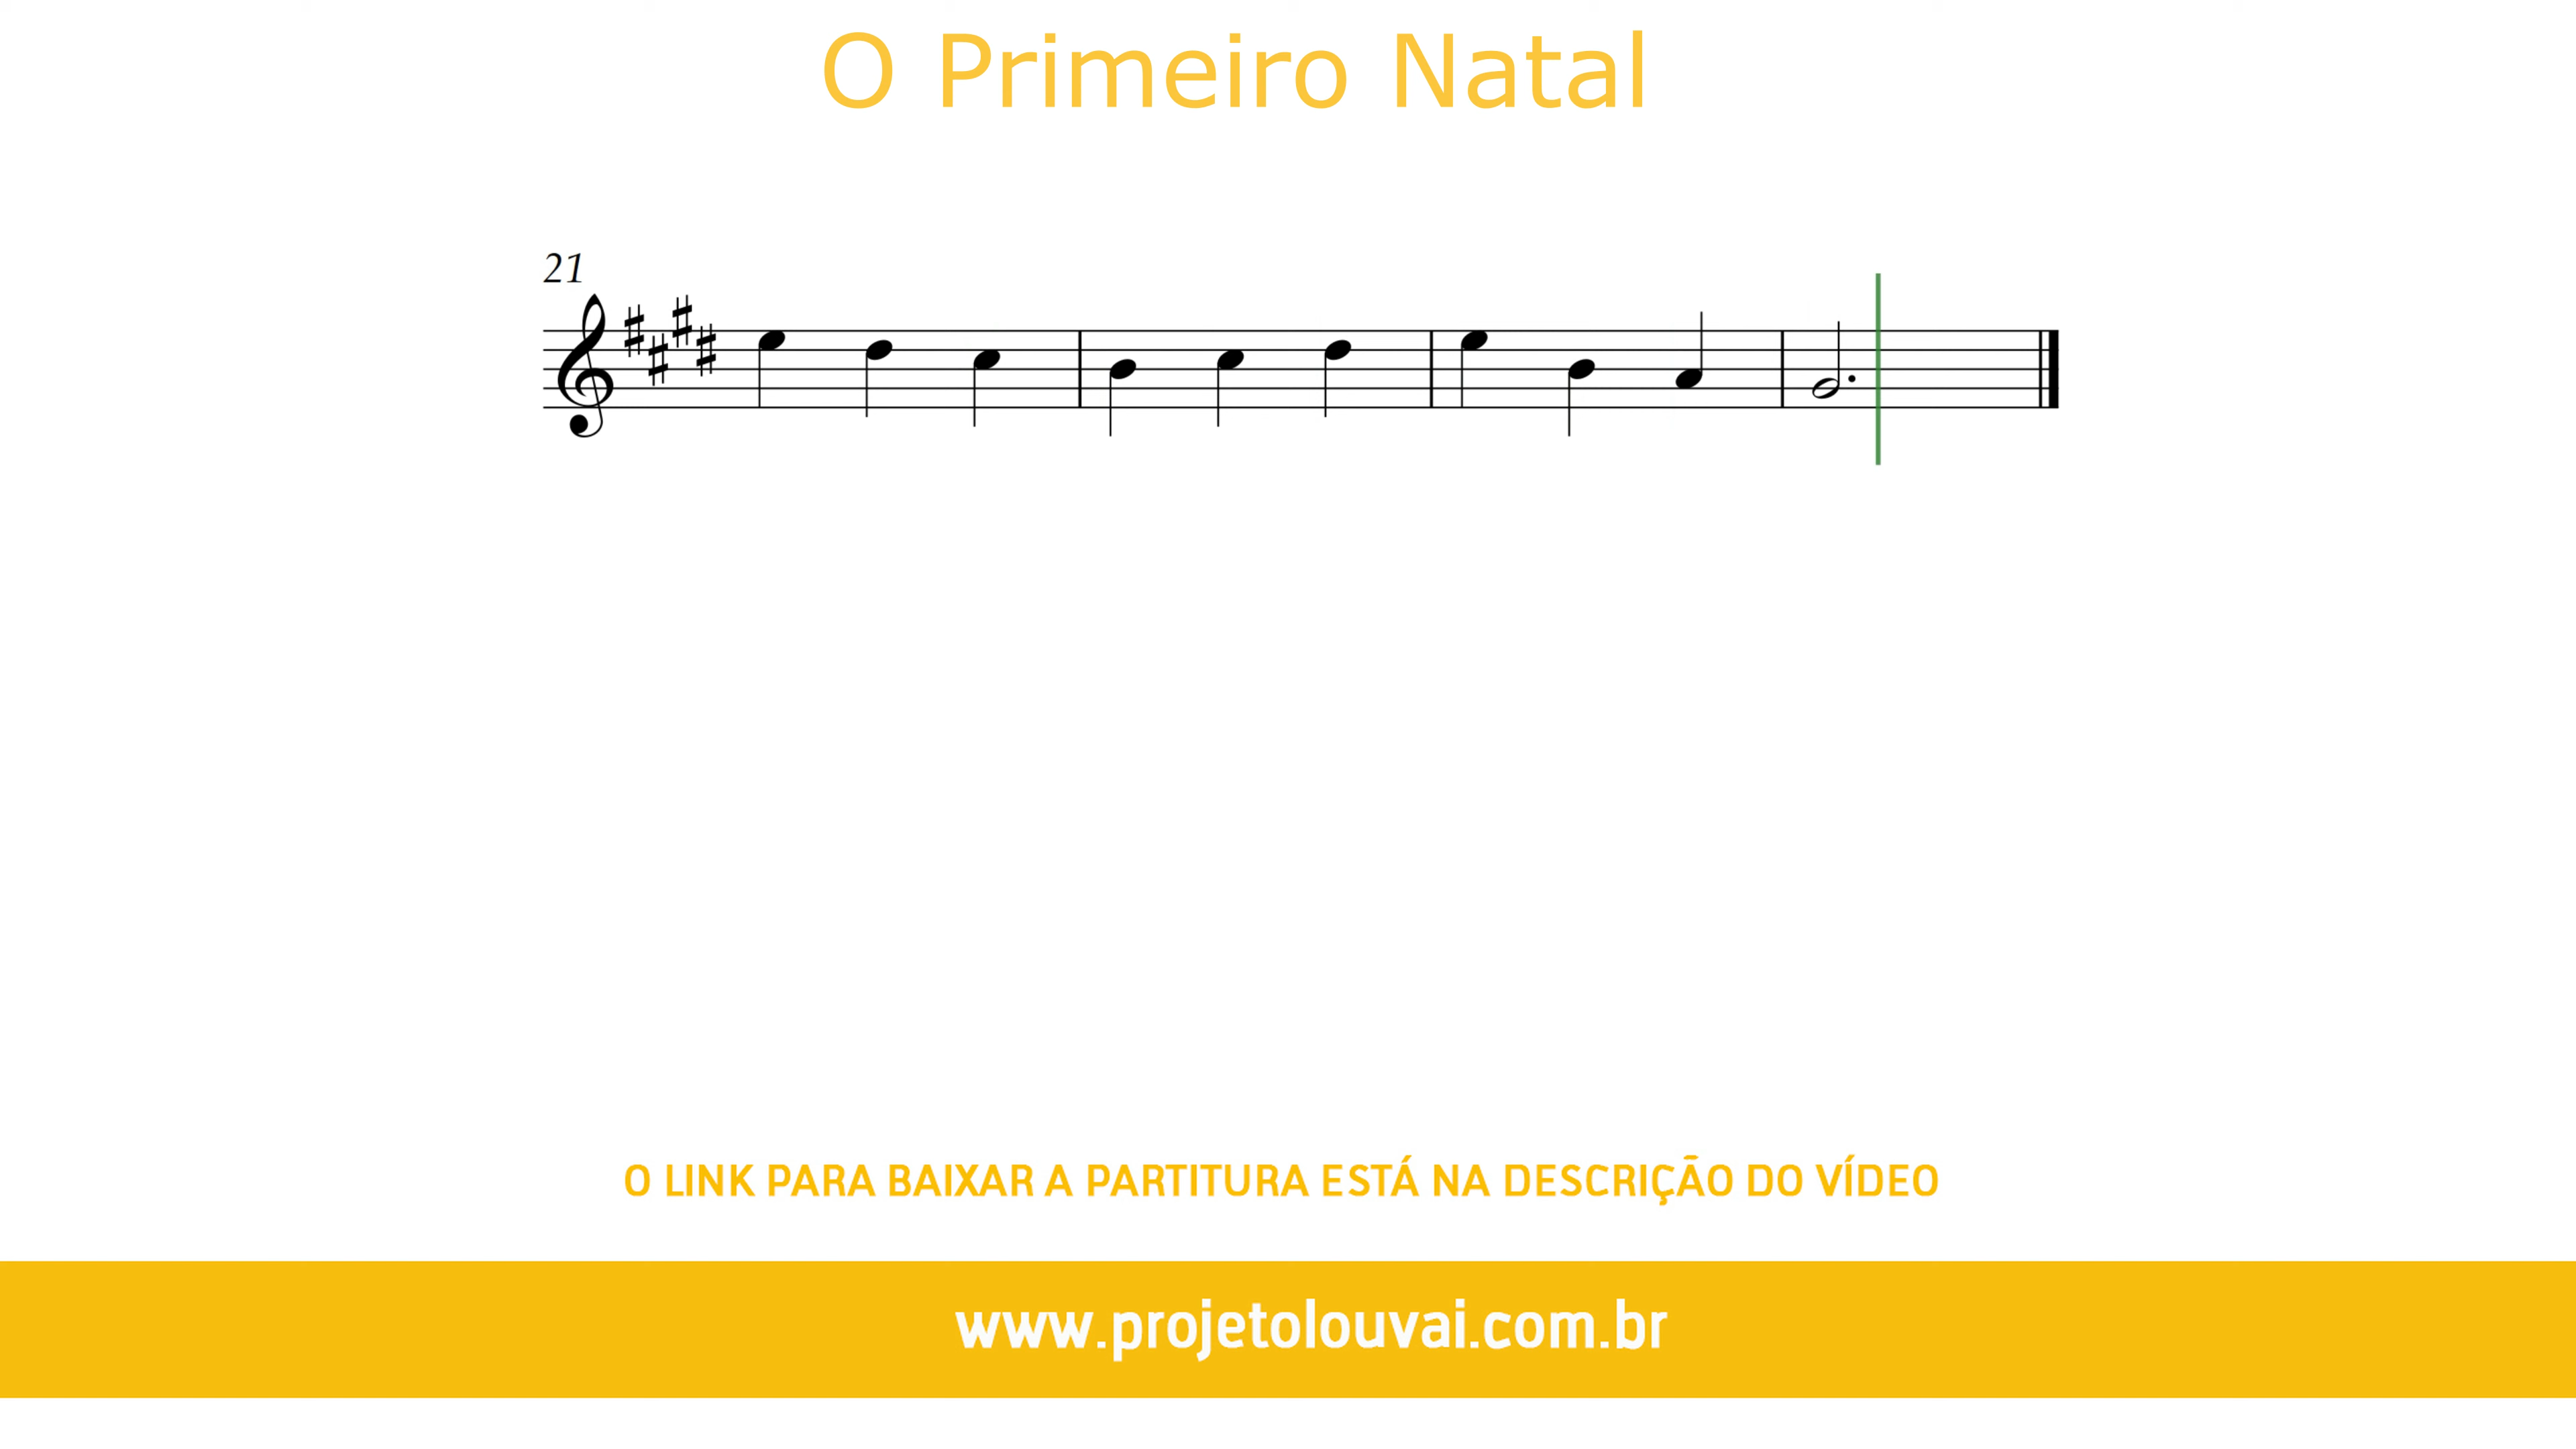 O Primeiro Natal
21
O LINK PARA BAIXAR A PARTITURA ESTÁ NA DESCRIÇÃO DO VÍDEO
www.projetolouvai.com.br